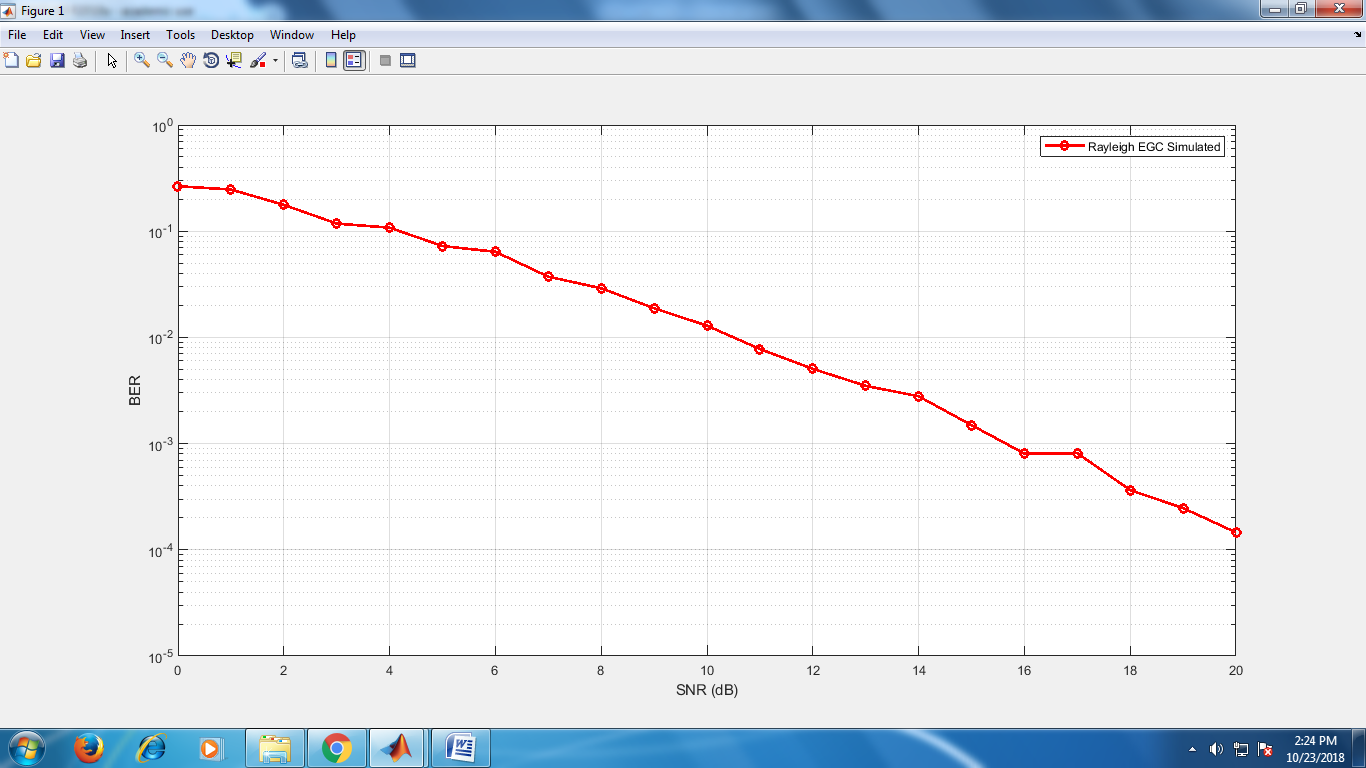 Figure 1
File Edit View Insert Tools Desktop Window Help
10^0
10^-1
10^-2
10^-3
10^-4
10^-5
BER
Rayleigh EGC Simulated
0 2 4 6 8 10 12 14 16 18 20
SNR (dB)
2:24 PM
10/23/2018